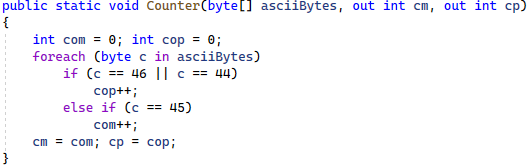 public static void Counter(byte[] asciiBytes, out int cm, out int cp)
{
    int com = 0; int cop = 0;
    foreach (byte c in asciiBytes)
        if (c == 46 || c == 44)
            cop++;
        else if (c == 45)
            com++;
    cm = com; cp = cop;
}